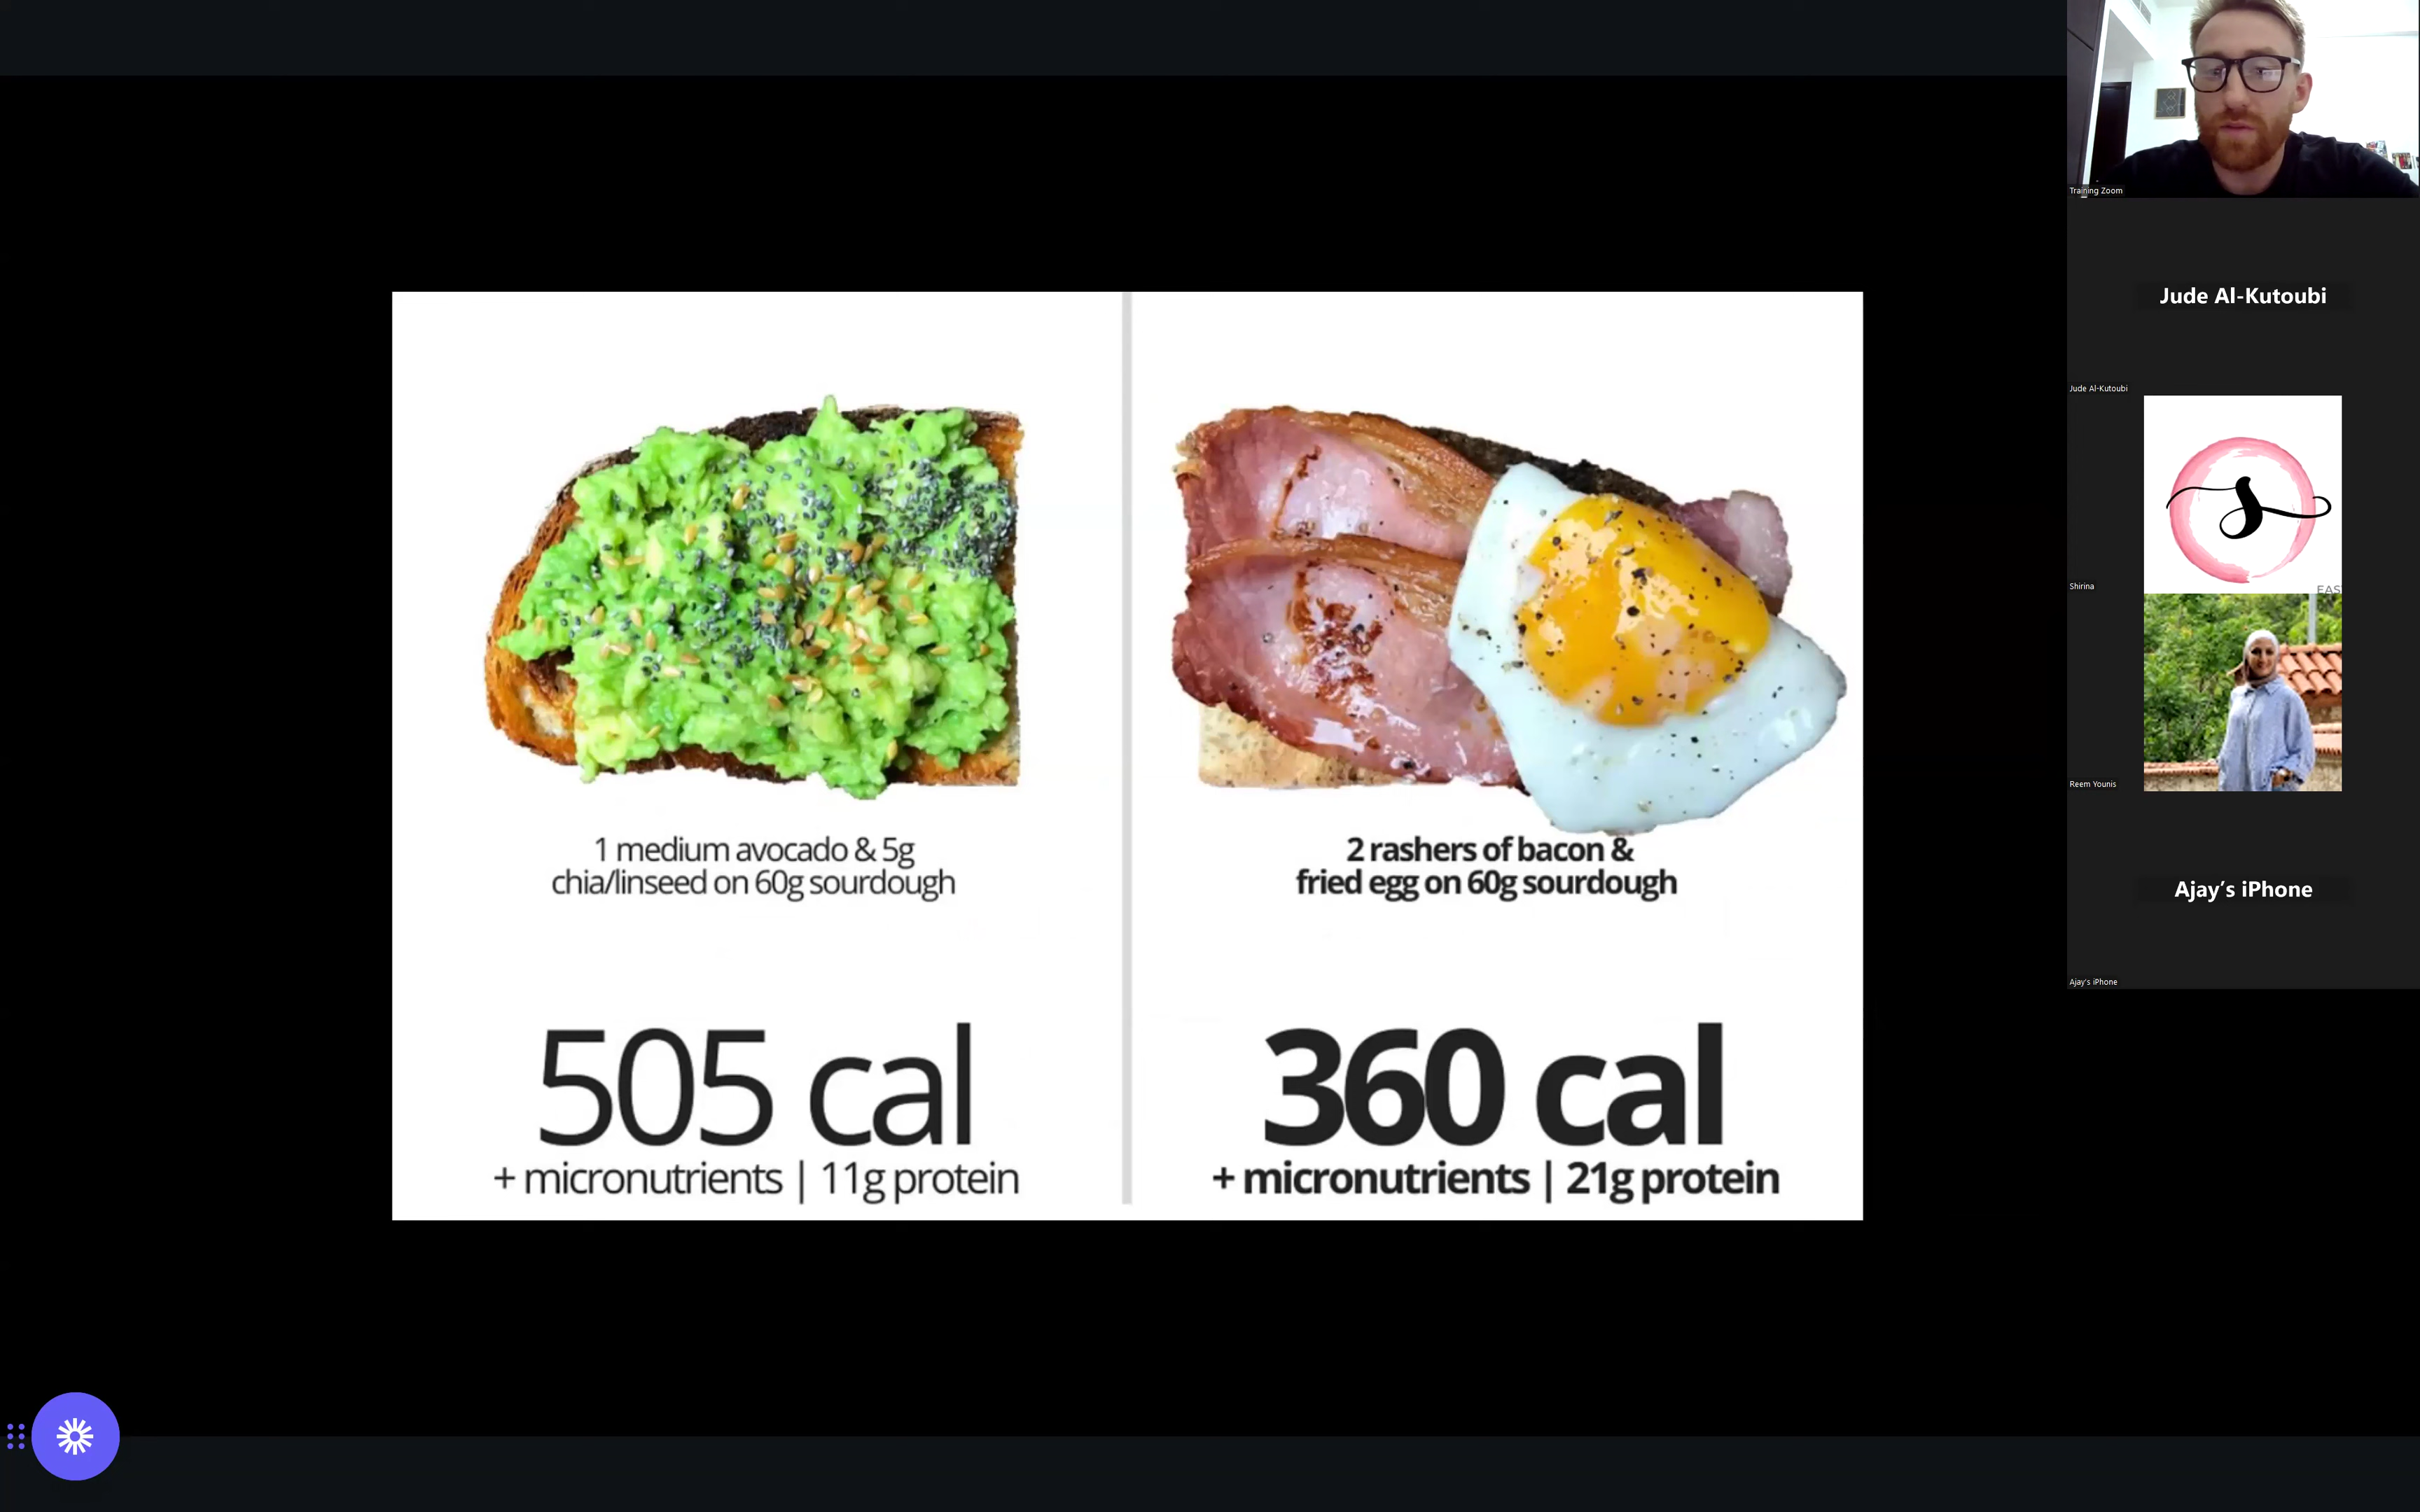 1 medium avocado & 5g
chia/linseed on 60g sourdough
505 cal
+ micronutrients | 11g protein
2 rashers of bacon &
fried egg on 60g sourdough
360 cal
+ micronutrients | 21g protein
Training Zoom
Jude Al-Kutoubi
Jude Al-Kutoubi
EAS
Shirina
Reem Younis
Ajay's iPhone
Ajay's iPhone